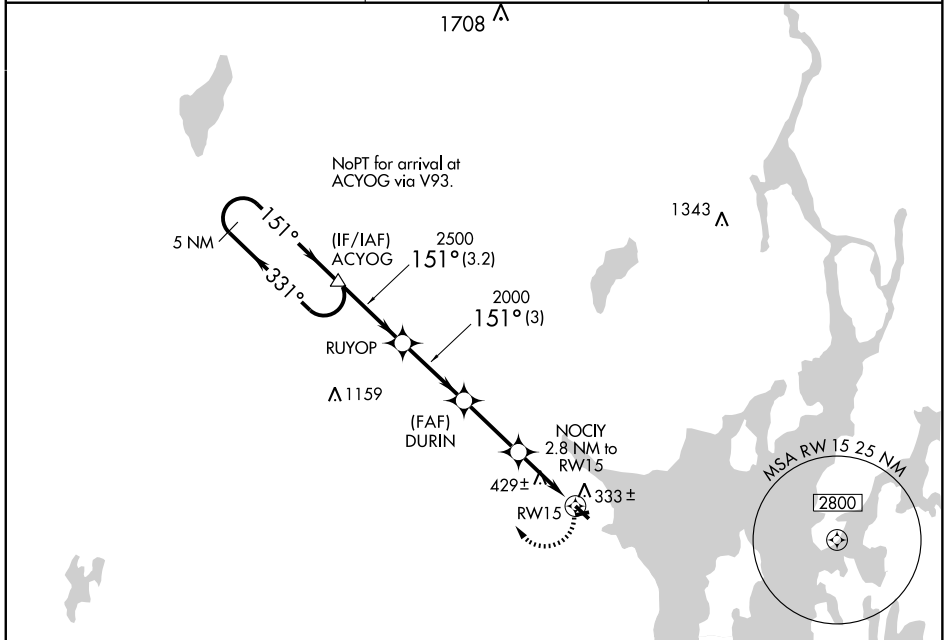 1708
NoPT for arrival at
ACYOG via V93.
1343
151°
5 NM
331°
(IF/IAF)
ACYOG
2500
151° (3.2)
2000
151° (3)
RUYOP
1159
(FAF)
DURIN
NOCIY
2.8 NM to
RW15
429±
333±
RW15
MSA RW 15 25 NM
2800